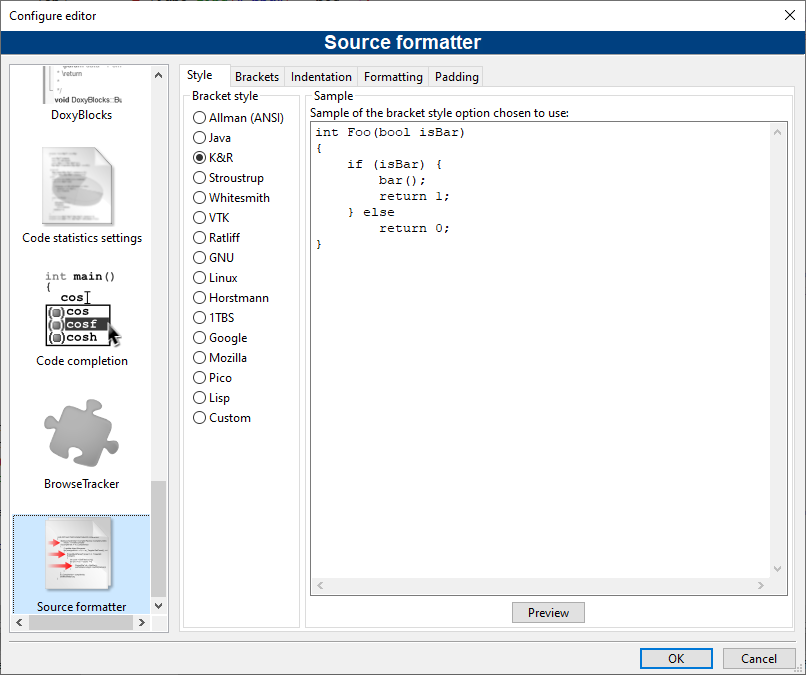 Configure editor
Source formatter
* \return
*
*/
void DoxyBlocks::Bu
DoxyBlocks
Code statistics settings
int main()
{
cos
cos
cosf
cosh
Code completion
BrowseTracker
Source formatter
Style
Brackets
Indentation
Formatting
Padding
Bracket style
Allman (ANSI)
Java
K&R
Stroustrup
Whitesmith
VTK
Ratliff
GNU
Linux
Horstmann
1TBS
Google
Mozilla
Pico
Lisp
Custom
Sample
Sample of the bracket style option chosen to use:
int Foo(bool isBar)
{
    if (isBar) {
        bar();
        return 1;
    } else
        return 0;
}
Preview
OK
Cancel